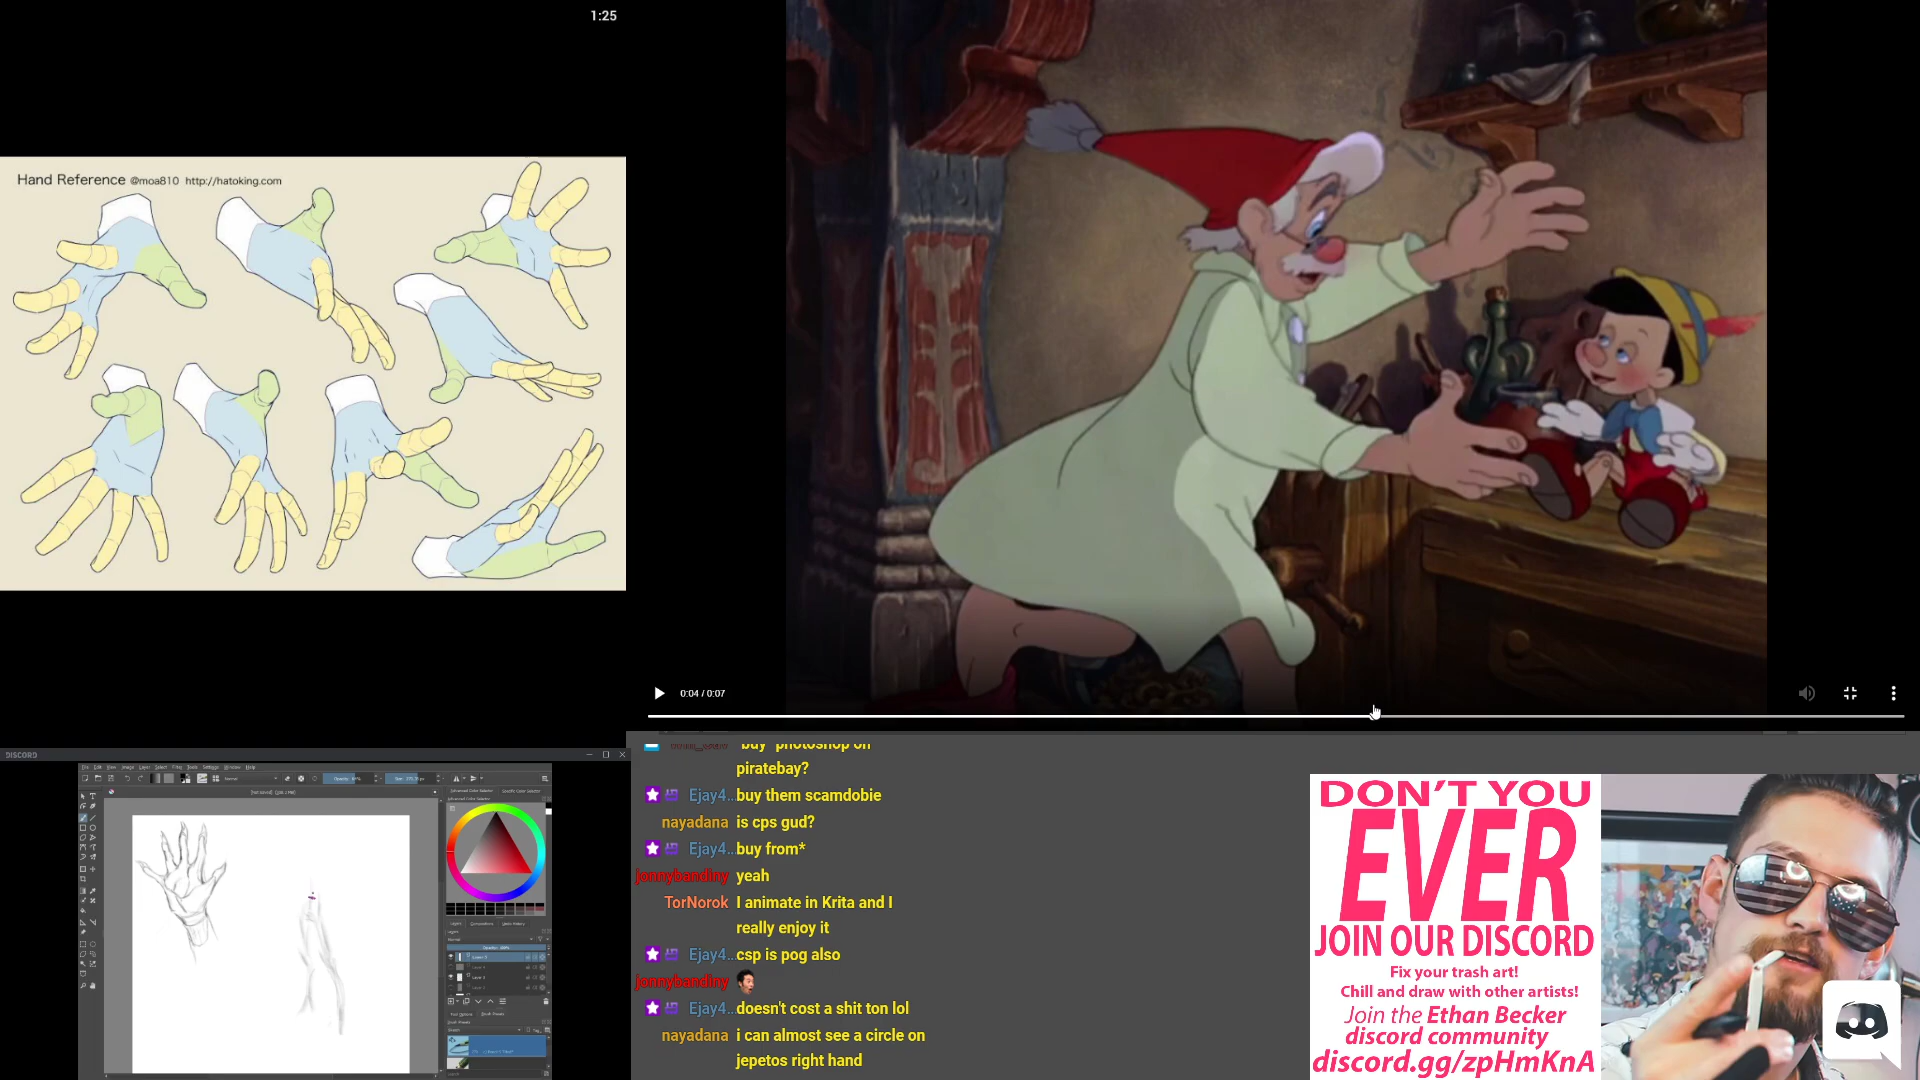 1:25
Hand Reference @moa810 http://hatoking.com
0:04 / 0:07
DISCORD
piratebay?
Ejay4... buy them scamdobie
nayadana is cps gud?
Ejay4... buy from*
jonnybandiny yeah
TorNorok I animate in Krita and I
really enjoy it
Ejay4... csp is pog also
jonnybandiny
Ejay4... doesn't cost a shit ton lol
nayadana i can almost see a circle on
jepetos right hand
DON'T YOU
EVER
JOIN OUR DISCORD
Fix your trash art!
Chill and draw with other artists!
Join the Ethan Becker
discord community
discord.gg/zpHmKnA